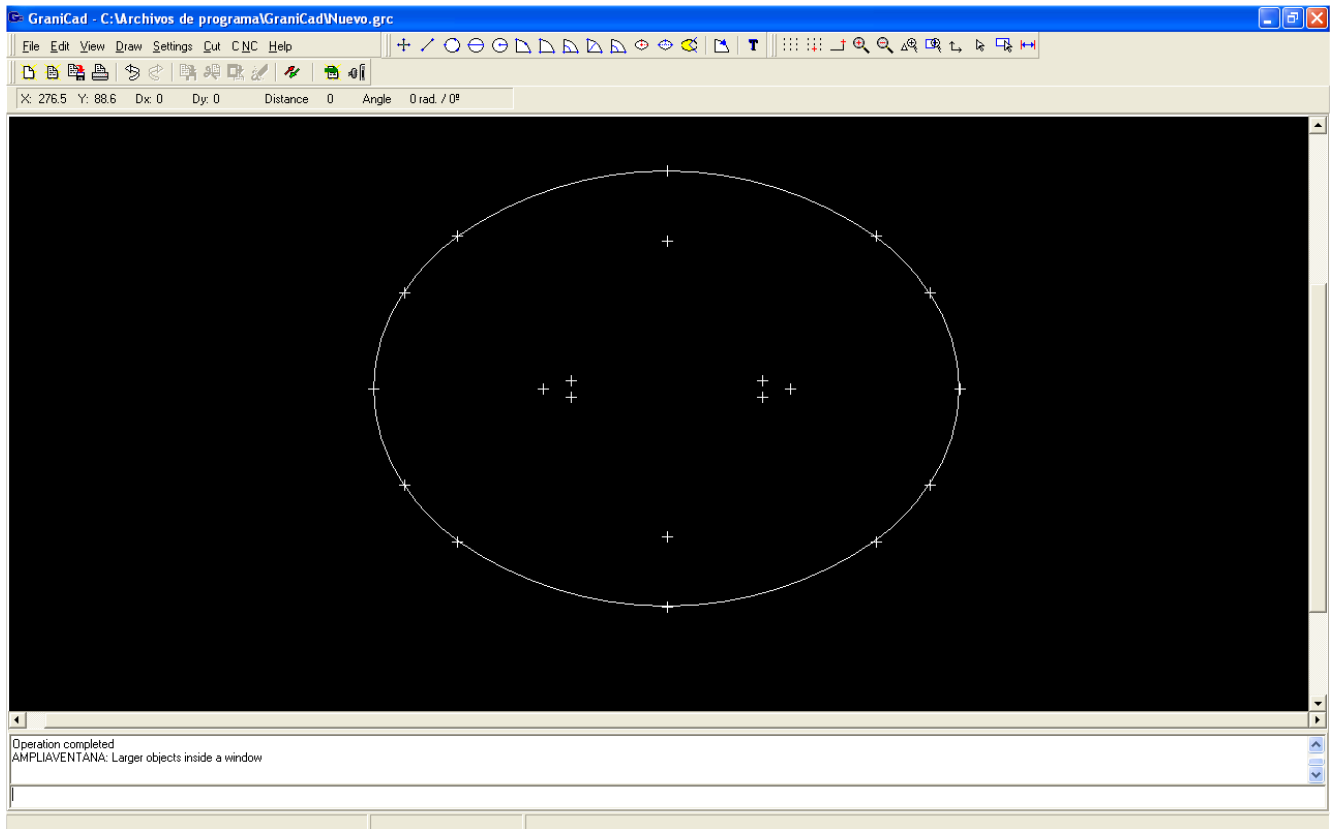 GraniCad - C:\Archivos de programa\GraniCad\Nuevo.grc
File Edit View Draw Settings Cut CNC Help
T
X: 276.5 Y: 88.6 Dx: 0 Dy: 0 Distance 0 Angle 0 rad. / 0º
Operation completed
AMPLIAVENTANA: Larger objects inside a window